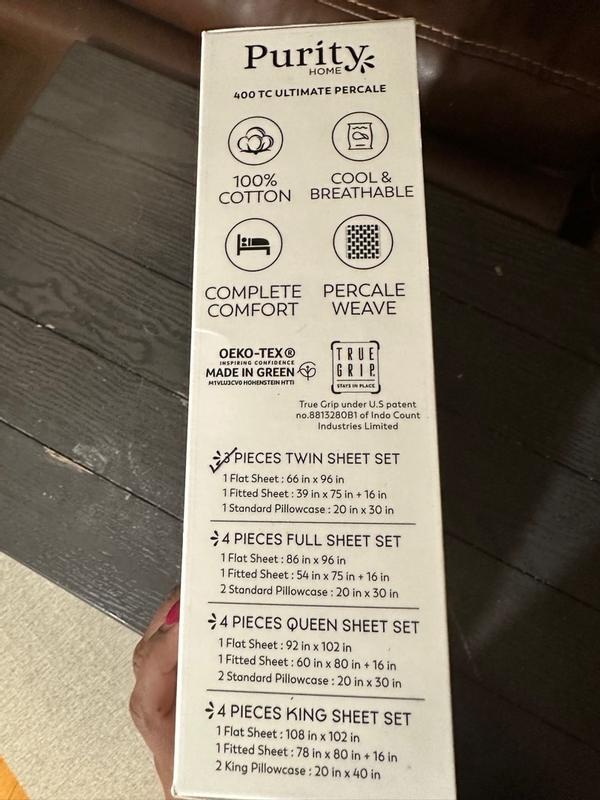 Purity
HOME
400 TC ULTIMATE PERCALE
100%
COTTON
COOL &
BREATHABLE
COMPLETE
COMFORT
PERCALE
WEAVE
OEKO-TEX®
INSPIRING CONFIDENCE
MADE IN GREEN
M1VLU3CV0 HOHENSTEIN HTTI
TRUE
GRIP
STAYS IN PLACE
True Grip under U.S patent
no.8813280B1 of Indo Count
Industries Limited
3 PIECES TWIN SHEET SET
1 Flat Sheet : 66 in x 96 in
1 Fitted Sheet : 39 in x 75 in + 16 in
1 Standard Pillowcase : 20 in x 30 in
4 PIECES FULL SHEET SET
1 Flat Sheet : 86 in x 96 in
1 Fitted Sheet : 54 in x 75 in + 16 in
2 Standard Pillowcase : 20 in x 30 in
4 PIECES QUEEN SHEET SET
1 Flat Sheet : 92 in x 102 in
1 Fitted Sheet : 60 in x 80 in + 16 in
2 Standard Pillowcase : 20 in x 30 in
4 PIECES KING SHEET SET
1 Flat Sheet : 108 in x 102 in
1 Fitted Sheet : 78 in x 80 in + 16 in
2 King Pillowcase : 20 in x 40 in